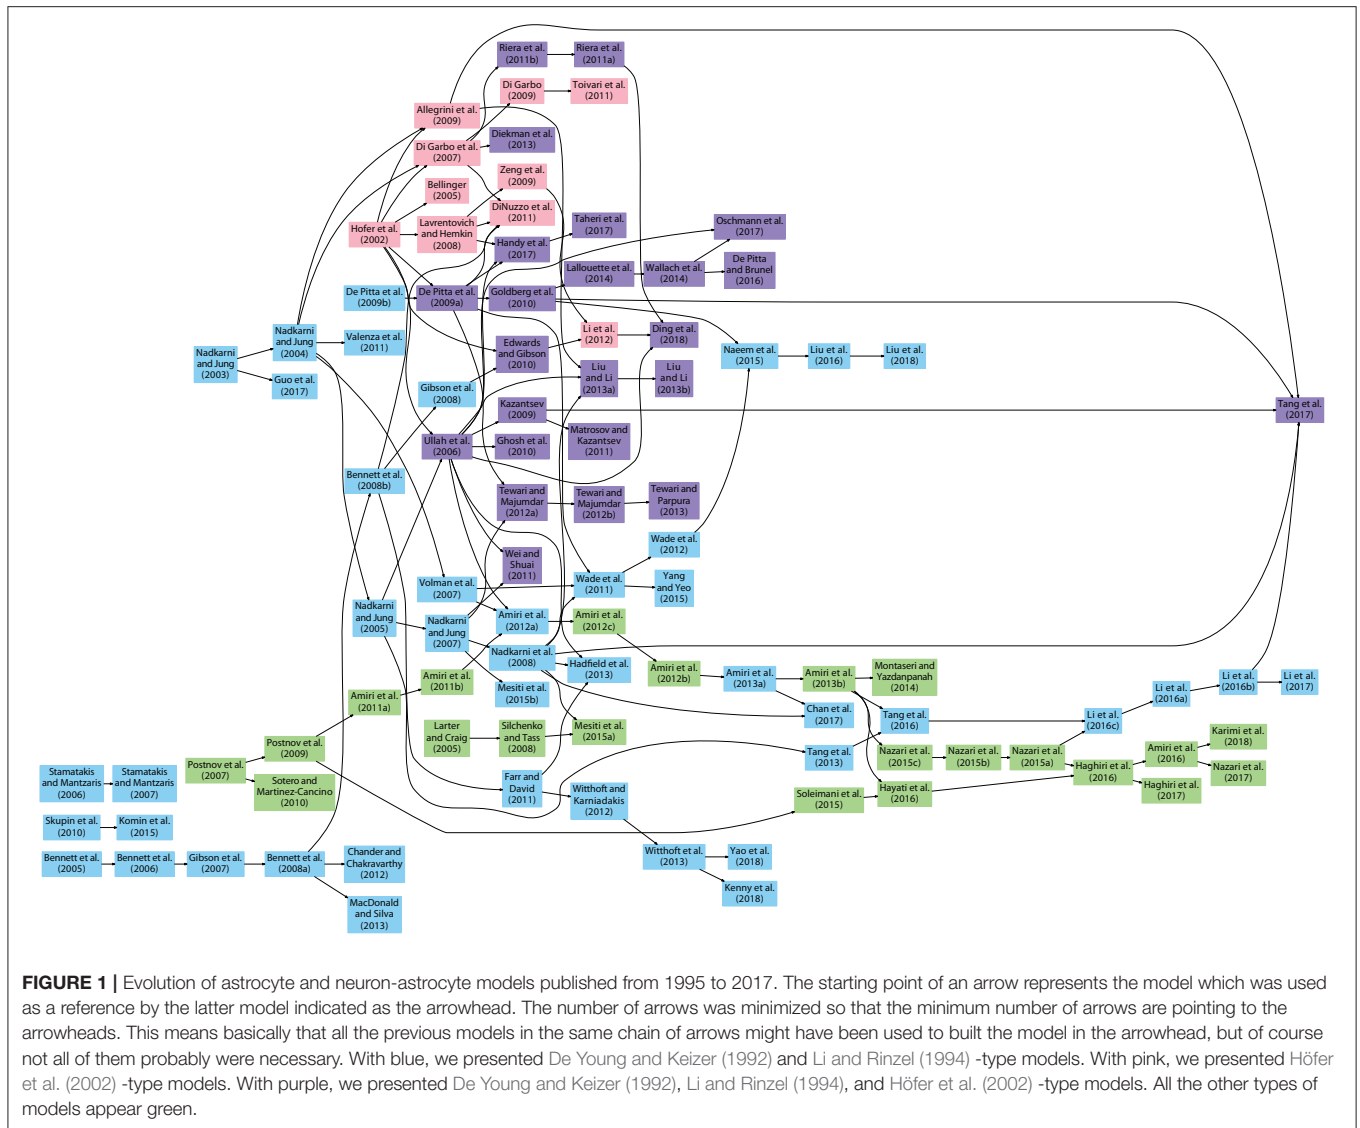 Riera et al.
(2011b)
Riera et al.
(2011a)
Di Garbo
(2009)
Toivari et al.
(2011)
Allegrini et al.
(2009)
Diekman et al.
(2013)
Di Garbo et al.
(2007)
Zeng et al.
(2009)
Bellinger
(2005)
DiNuzzo et al.
(2011)
Hofer et al.
(2002)
Lavrentovich
and Hemkin
(2008)
Taheri et al.
(2017)
Oschmann et al.
(2017)
Handy et al.
(2017)
Lallouette et al.
(2014)
Wallach et al.
(2014)
De Pitta
and Brunel
(2016)
De Pitta et al.
(2009b)
De Pitta et al.
(2009a)
Goldberg et al.
(2010)
Nadkarni
and Jung
(2003)
Nadkarni
and Jung
(2004)
Valenza et al.
(2011)
Guo et al.
(2017)
Edwards
and Gibson
(2010)
Li et al.
(2012)
Ding et al.
(2018)
Naeem et al.
(2015)
Liu et al.
(2016)
Liu et al.
(2018)
Gibson et al.
(2008)
Liu
and Li
(2013a)
Liu
and Li
(2013b)
Kazantsev
(2009)
Tang et al.
(2017)
Ullah et al.
(2006)
Ghosh et al.
(2010)
Matrosov and
Kazantsev
(2011)
Bennett et al.
(2008b)
Tewari and
Majumdar
(2012a)
Tewari and
Majumdar
(2012b)
Tewari and
Parpura
(2013)
Wei and
Shuai
(2011)
Wade et al.
(2012)
Volman et al.
(2007)
Wade et al.
(2011)
Yang
and Yeo
(2015)
Nadkarni
and Jung
(2005)
Nadkarni
and Jung
(2007)
Amiri et al.
(2012a)
Amiri et al.
(2012c)
Nadkarni et al.
(2008)
Hadfield et al.
(2013)
Amiri et al.
(2012b)
Amiri et al.
(2013a)
Amiri et al.
(2013b)
Montaseri and
Yazdanpanah
(2014)
Amiri et al.
(2011b)
Mesiti et al.
(2015b)
Amiri et al.
(2011a)
Chan et al.
(2017)
Tang et al.
(2016)
Li et al.
(2016c)
Li et al.
(2016a)
Li et al.
(2016b)
Li et al.
(2017)
Larter
and Craig
(2005)
Silchenko
and Tass
(2008)
Mesiti et al.
(2015a)
Postnov et al.
(2009)
Postnov et al.
(2007)
Sotero and
Martinez-Cancino
(2010)
Tang et al.
(2013)
Nazari et al.
(2015c)
Nazari et al.
(2015b)
Nazari et al.
(2015a)
Haghiri et al.
(2016)
Amiri et al.
(2016)
Karimi et al.
(2018)
Nazari et al.
(2017)
Haghiri et al.
(2017)
Stamatakis
and Mantzaris
(2006)
Stamatakis
and Mantzaris
(2007)
Farr and
David
(2011)
Witthoft and
Karniadakis
(2012)
Soleimani et al.
(2015)
Hayati et al.
(2016)
Skupin et al.
(2010)
Komin et al.
(2015)
Bennett et al.
(2005)
Bennett et al.
(2006)
Gibson et al.
(2007)
Bennett et al.
(2008a)
Chander and
Chakravarthy
(2012)
MacDonald
and Silva
(2013)
Witthoft et al.
(2013)
Yao et al.
(2018)
Kenny et al.
(2018)
FIGURE 1 | Evolution of astrocyte and neuron-astrocyte models published from 1995 to 2017. The starting point of an arrow represents the model which was used
as a reference by the latter model indicated as the arrowhead. The number of arrows was minimized so that the minimum number of arrows are pointing to the
arrowheads. This means basically that all the previous models in the same chain of arrows might have been used to built the model in the arrowhead, but of course
not all of them probably were necessary. With blue, we presented De Young and Keizer (1992) and Li and Rinzel (1994) -type models. With pink, we presented Höfer
et al. (2002) -type models. With purple, we presented De Young and Keizer (1992), Li and Rinzel (1994), and Höfer et al. (2002) -type models. All the other types of
models appear green.